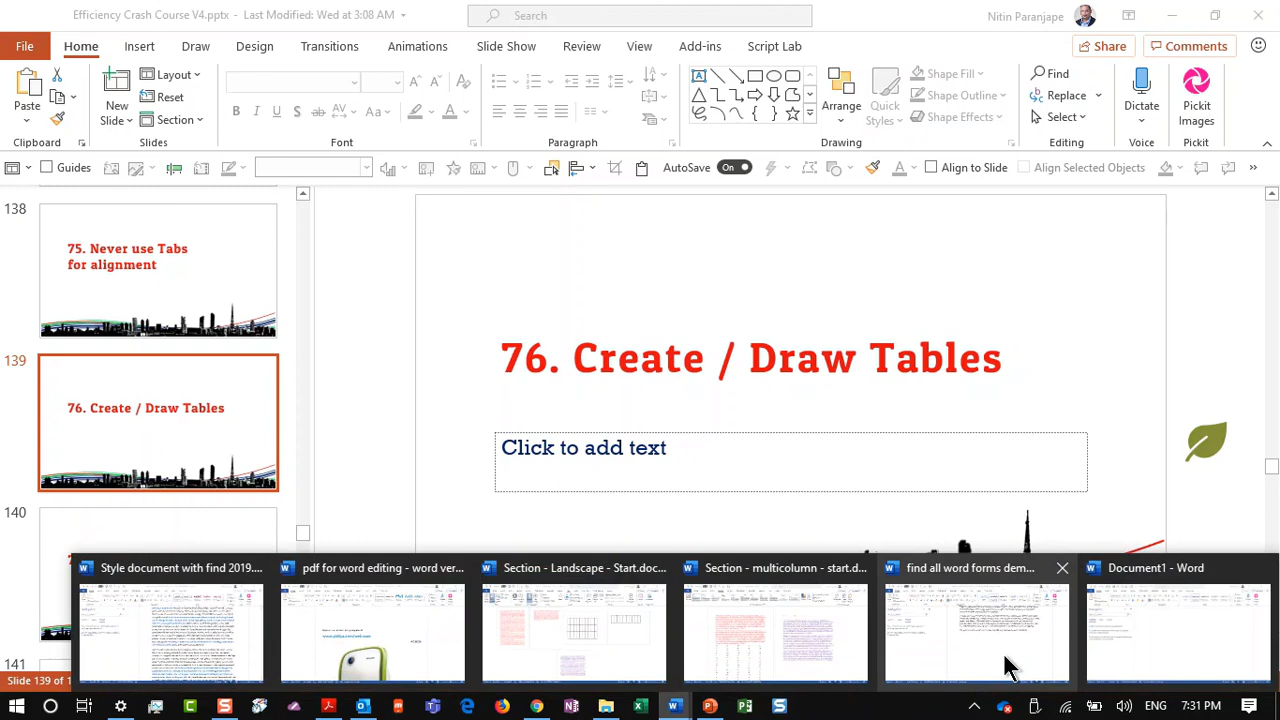 Efficiency Crash Course V4.pptx - Last Modified: Wed at 3:08 AM
Search
Nitin Paranjape
File Home Insert Draw Design Transitions Animations Slide Show Review View Add-ins Script Lab
Share Comments
Paste
New Slide
Layout
Reset
Section
Clipboard
Slides
B I U S ab AV Aa A
Font
Paragraph
Arrange
Quick Styles
Shape Fill
Shape Outline
Shape Effects
Drawing
Find
Replace
Select
Editing
Dictate
Voice
Pickit Images
Pickit
Guides
AutoSave On
Align to Slide
Align Selected Objects
138
75. Never use Tabs
for alignment
139
76. Create / Draw Tables
140
141
76. Create / Draw Tables
Click to add text
Style document with find 2019....
pdf for word editing - word ver...
Section - Landscape - Start.doc...
Section - multicolumn - start.d...
find all word forms dem...
Document1 - Word
Slide 139 of 1
ENG 7:31 PM